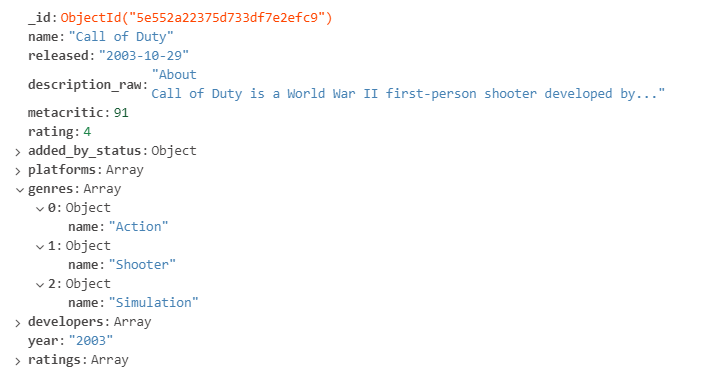 _id: ObjectId("5e552a22375d733df7e2efc9")
name: "Call of Duty"
released: "2003-10-29"
description_raw: "About
Call of Duty is a World War II first-person shooter developed by..."
metacritic: 91
rating: 4
added_by_status: Object
platforms: Array
genres: Array
0: Object
name: "Action"
1: Object
name: "Shooter"
2: Object
name: "Simulation"
developers: Array
year: "2003"
ratings: Array